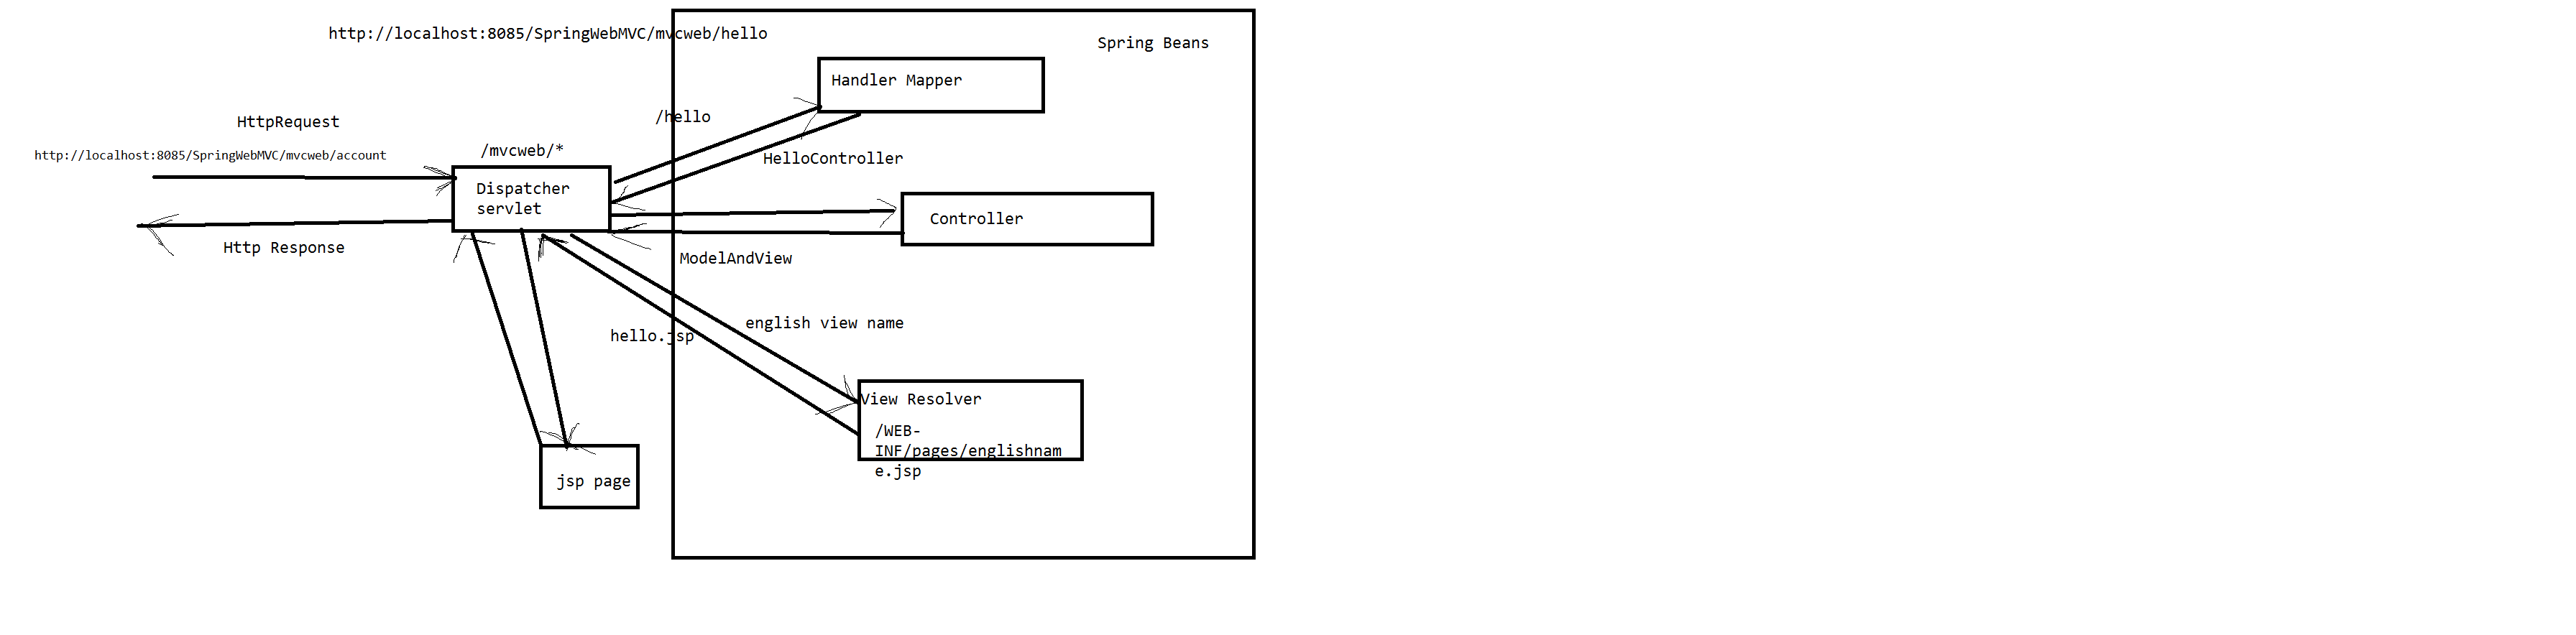 http://localhost:8085/SpringWebMVC/mvcweb/hello
Spring Beans
Handler Mapper
/hello
HttpRequest
http://localhost:8085/SpringWebMVC/mvcweb/account
/mvcweb/*
HelloController
Dispatcher
servlet
Controller
Http Response
ModelAndView
english view name
hello.jsp
View Resolver
/WEB-
INF/pages/englishnam
e.jsp
jsp page